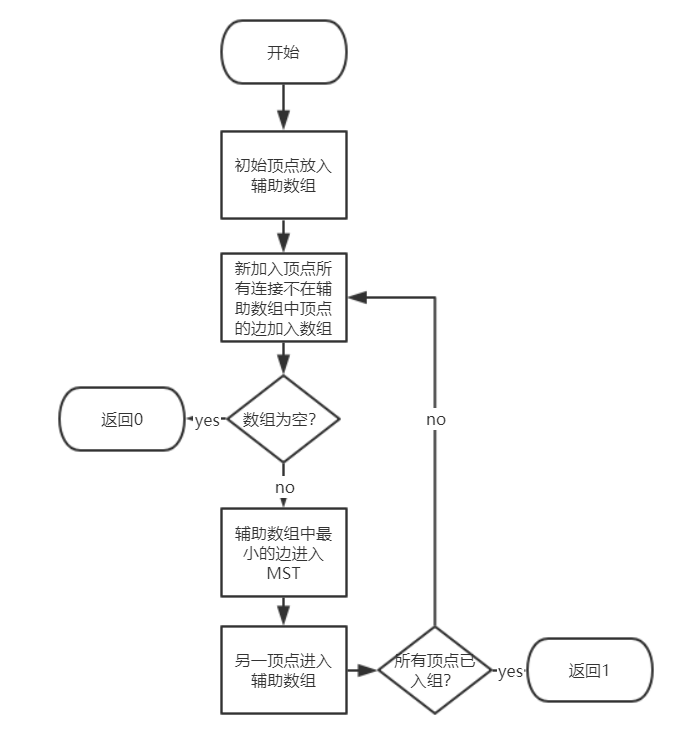 开始
初始顶点放入
辅助数组
新加入顶点所
有连接不在辅
助数组中顶点
的边加入数组
数组为空?
yes
返回0
no
no
辅助数组中最
小的边进入
MST
另一顶点进入
辅助数组
所有顶点已
入组?
yes
返回1